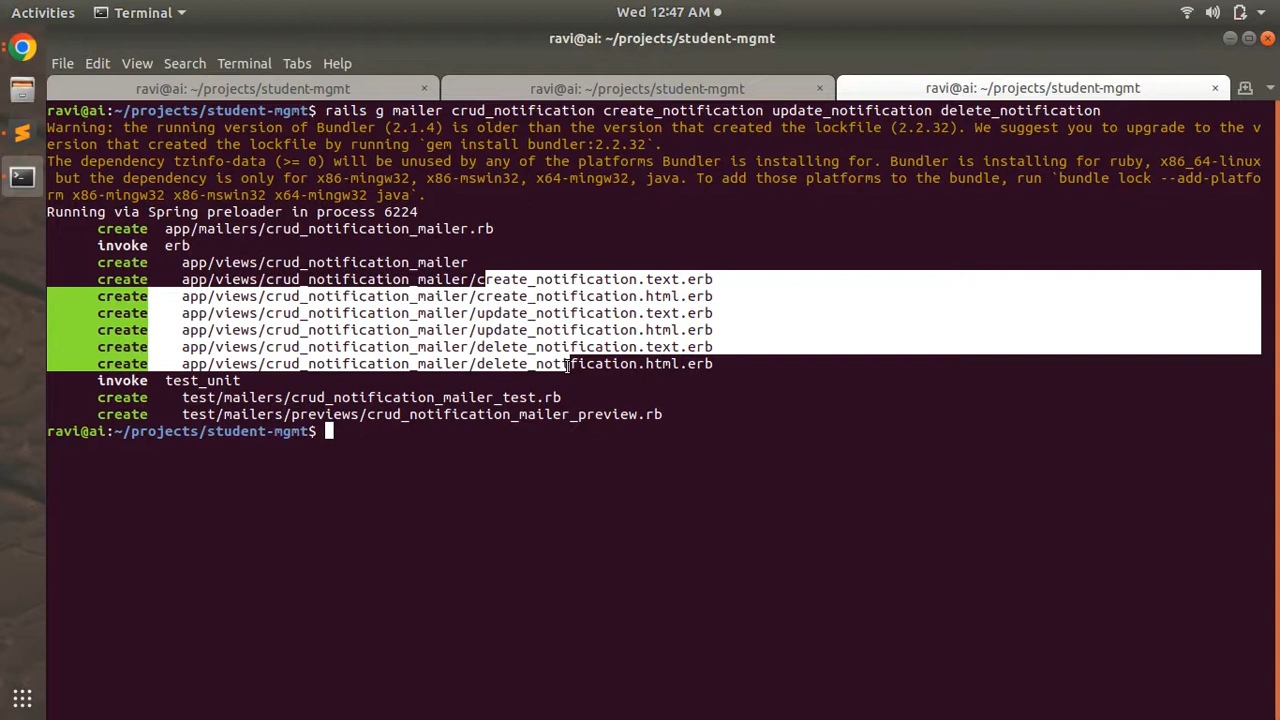 Activities Terminal Wed 12:47 AM
ravi@ai: ~/projects/student-mgmt
File Edit View Search Terminal Tabs Help
ravi@ai: ~/projects/student-mgmt × ravi@ai: ~/projects/student-mgmt × ravi@ai: ~/projects/student-mgmt ×
ravi@ai:~/projects/student-mgmt$ rails g mailer crud_notification create_notification update_notification delete_notification
Warning: the running version of Bundler (2.1.4) is older than the version that created the lockfile (2.2.32). We suggest you to upgrade to the v
ersion that created the lockfile by running `gem install bundler:2.2.32`.
The dependency tzinfo-data (>= 0) will be unused by any of the platforms Bundler is installing for. Bundler is installing for ruby, x86_64-linux
 but the dependency is only for x86-mingw32, x86-mswin32, x64-mingw32, java. To add those platforms to the bundle, run `bundle lock --add-platfo
rm x86-mingw32 x86-mswin32 x64-mingw32 java`.
Running via Spring preloader in process 6224
create app/mailers/crud_notification_mailer.rb
invoke erb
create app/views/crud_notification_mailer
create app/views/crud_notification_mailer/create_notification.text.erb
create app/views/crud_notification_mailer/create_notification.html.erb
create app/views/crud_notification_mailer/update_notification.text.erb
create app/views/crud_notification_mailer/update_notification.html.erb
create app/views/crud_notification_mailer/delete_notification.text.erb
create app/views/crud_notification_mailer/delete_notification.html.erb
invoke test_unit
create test/mailers/crud_notification_mailer_test.rb
create test/mailers/previews/crud_notification_mailer_preview.rb
ravi@ai:~/projects/student-mgmt$